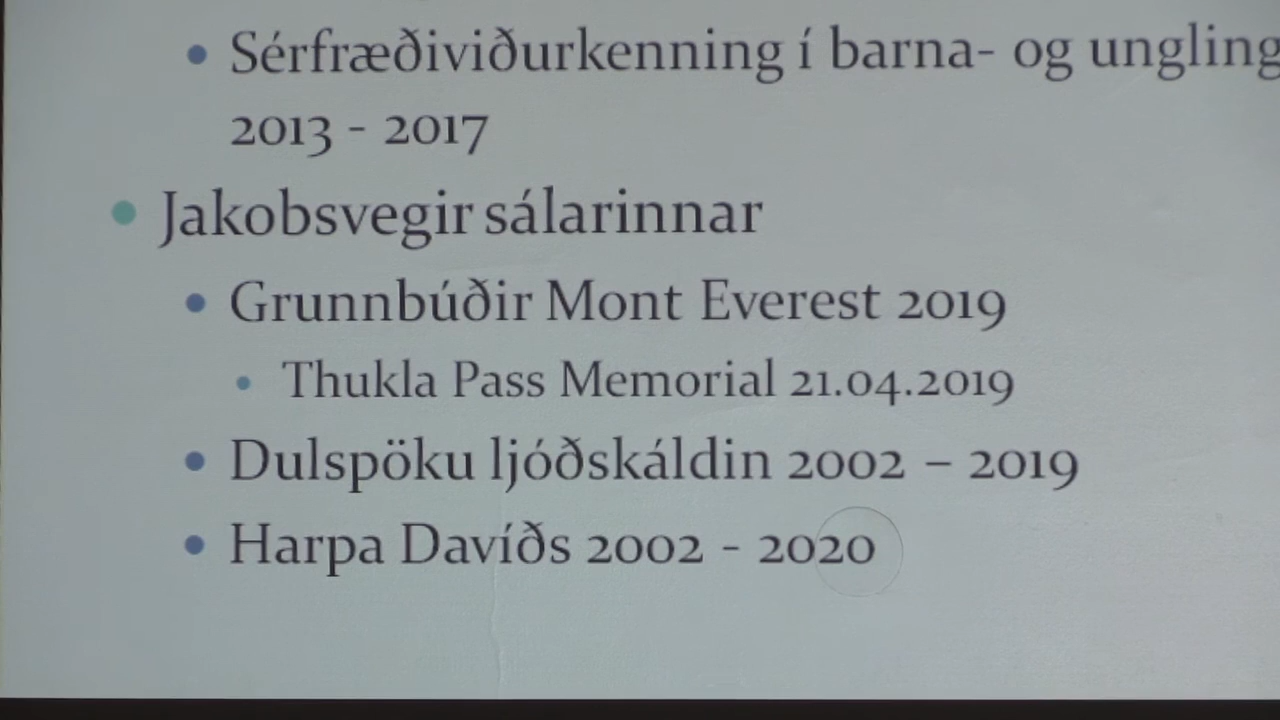 Sérfræðiviðurkenning í barna- og ungling
2013 - 2017
Jakobsvegir sálarinnar
Grunnbúðir Mont Everest 2019
Thukla Pass Memorial 21.04.2019
Dulspöku ljóðskáldin 2002 – 2019
Harpa Davíðs 2002 - 2020